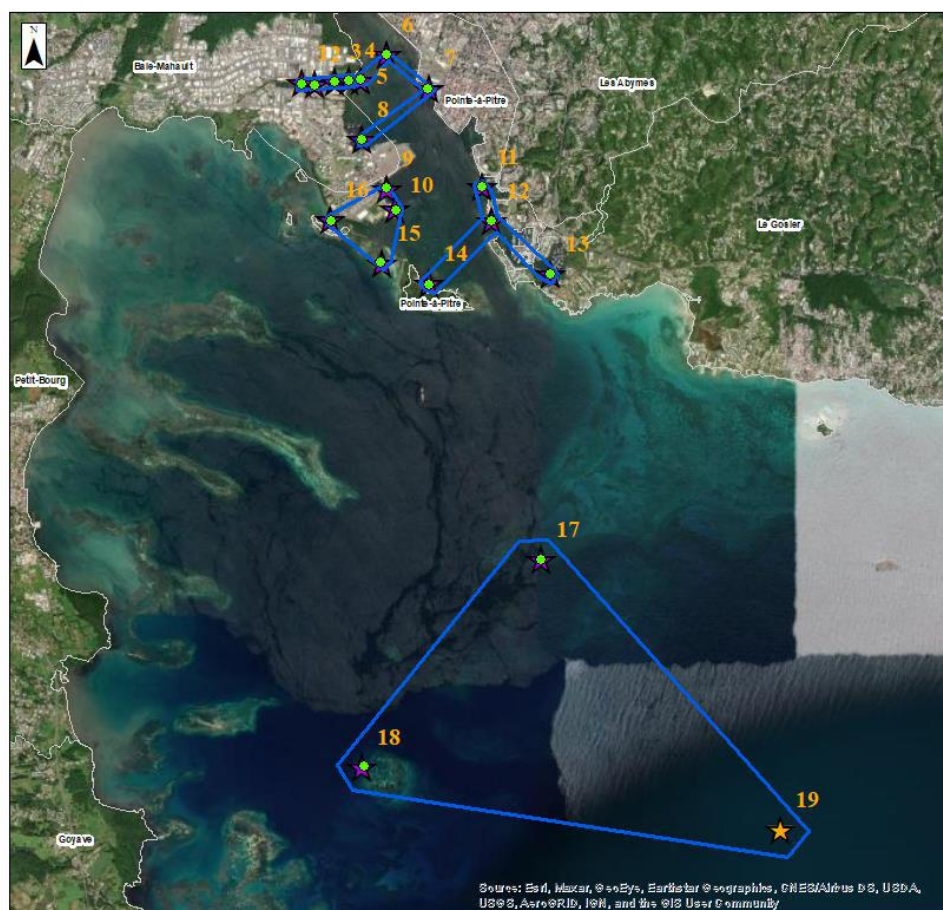 N
6
Baie-Mahault
12
3
4
5
7
Les Abymes
Pointe-à-Pitre
8
9
11
16
10
12
Le Gosier
15
14
13
Pointe-à-Pitre
Petit-Bourg
17
18
19
Goyave
Source: Esri, Maxar, GeoEye, Earthstar Geographics, CNES/Airbus DS, USDA,
USGS, AeroGRID, IGN, and the GIS User Community